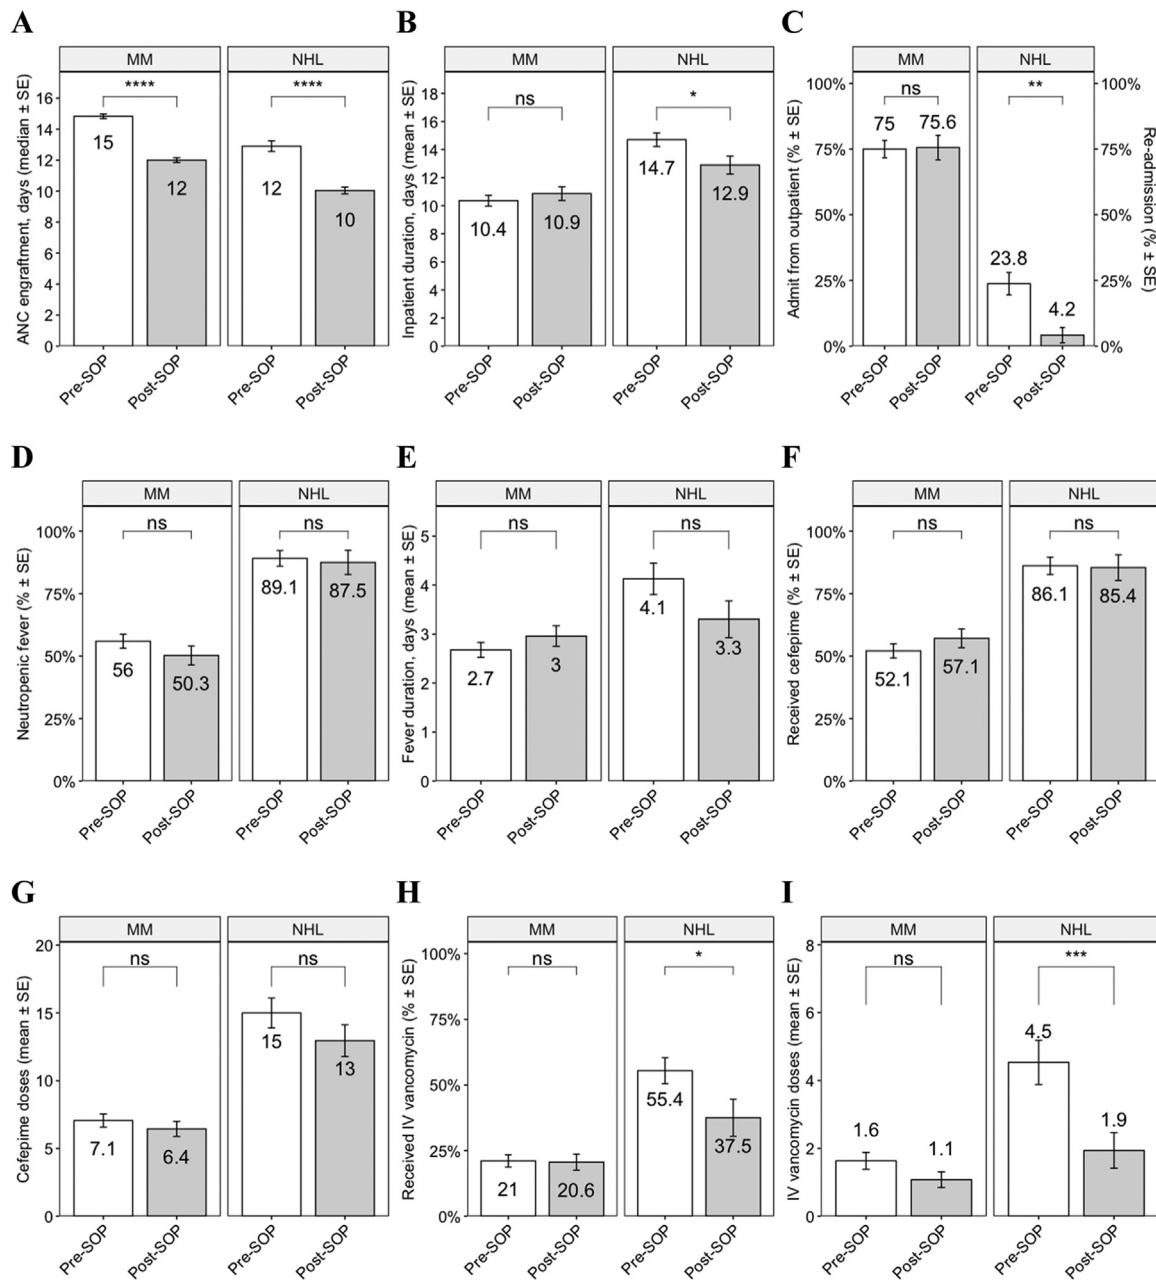 A
MM
NHL
ANC engraftment, days (median ± SE)
16
14
12
10
8
6
4
2
0
****
****
15
12
12
10
Pre-SOP
Post-SOP
Pre-SOP
Post-SOP
B
MM
NHL
Inpatient duration, days (mean ± SE)
18
16
14
12
10
8
6
4
2
0
ns
*
10.4
10.9
14.7
12.9
Pre-SOP
Post-SOP
Pre-SOP
Post-SOP
C
MM
NHL
Admit from outpatient (% ± SE)
100%
75%
50%
25%
0%
ns
**
75
75.6
23.8
4.2
100%
75%
50%
25%
0%
Re-admission (% ± SE)
Pre-SOP
Post-SOP
Pre-SOP
Post-SOP
D
MM
NHL
Neutropenic fever (% ± SE)
100%
75%
50%
25%
0%
ns
ns
56
50.3
89.1
87.5
Pre-SOP
Post-SOP
Pre-SOP
Post-SOP
E
MM
NHL
Fever duration, days (mean ± SE)
5
4
3
2
1
0
ns
ns
2.7
3
4.1
3.3
Pre-SOP
Post-SOP
Pre-SOP
Post-SOP
F
MM
NHL
Received cefepime (% ± SE)
100%
75%
50%
25%
0%
ns
ns
52.1
57.1
86.1
85.4
Pre-SOP
Post-SOP
Pre-SOP
Post-SOP
G
MM
NHL
Cefepime doses (mean ± SE)
20
15
10
5
0
ns
ns
7.1
6.4
15
13
Pre-SOP
Post-SOP
Pre-SOP
Post-SOP
H
MM
NHL
Received IV vancomycin (% ± SE)
100%
75%
50%
25%
0%
ns
*
21
20.6
55.4
37.5
Pre-SOP
Post-SOP
Pre-SOP
Post-SOP
I
MM
NHL
IV vancomycin doses (mean ± SE)
8
6
4
2
0
ns
***
1.6
1.1
4.5
1.9
Pre-SOP
Post-SOP
Pre-SOP
Post-SOP